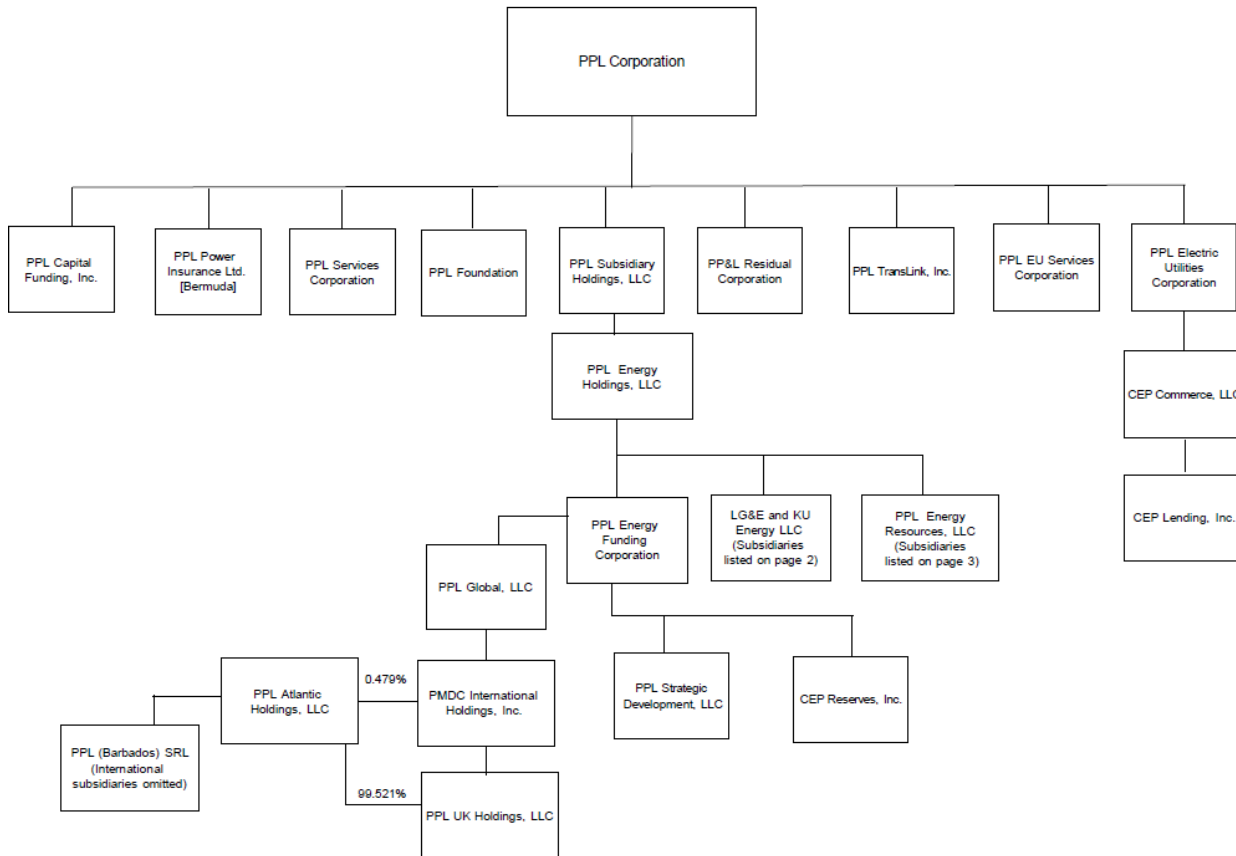 PPL Corporation
PPL Capital
Funding, Inc.
PPL Power
Insurance Ltd.
[Bermuda]
PPL Services
Corporation
PPL Foundation
PPL Subsidiary
Holdings, LLC
PP&L Residual
Corporation
PPL TransLink, Inc.
PPL EU Services
Corporation
PPL Electric
Utilities
Corporation
PPL Energy
Holdings, LLC
CEP Commerce, LLC
PPL Energy
Funding
Corporation
LG&E and KU
Energy LLC
(Subsidiaries
listed on page 2)
PPL Energy
Resources, LLC
(Subsidiaries
listed on page 3)
CEP Lending, Inc.
PPL Global, LLC
PPL Atlantic
Holdings, LLC
0.479%
PMDC International
Holdings, Inc.
PPL Strategic
Development, LLC
CEP Reserves, Inc.
PPL (Barbados) SRL
(International
subsidiaries omitted)
99.521%
PPL UK Holdings, LLC